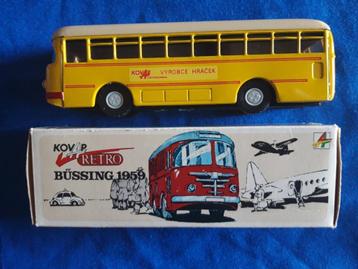 KOVAP VÝROBCE HRAČEK
KOVAP
RETRO
BÜSSING 1959